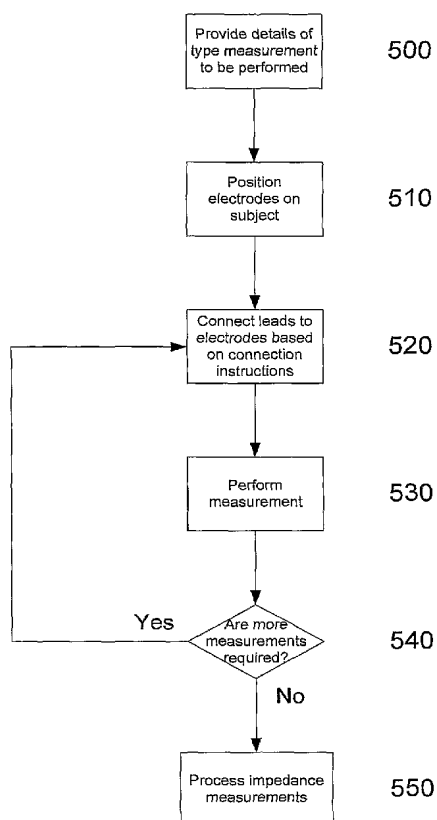 Provide details of
type measurement
to be performed
500
Position
electrodes on
subject
510
Connect leads to
electrodes based
on connection
instructions
520
Perform
measurement
530
Are more
measurements
required?
540
Yes
No
Process impedance
measurements
550